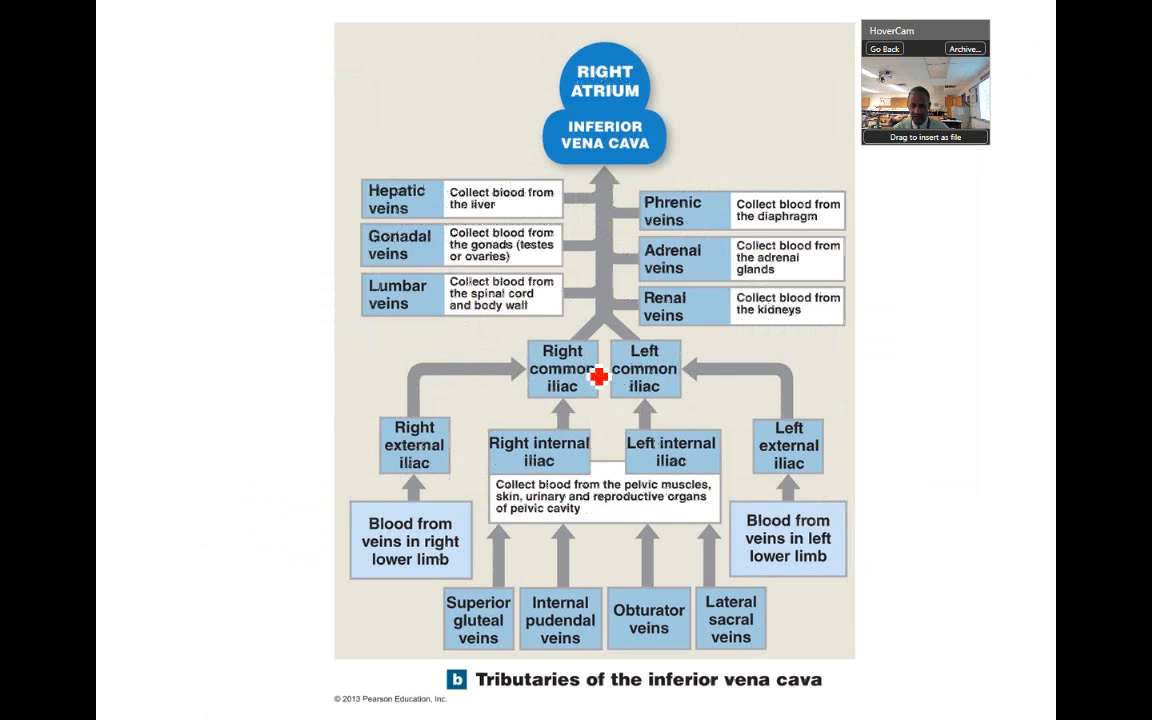 HoverCam
Go Back
Archive...
Drag to insert as file
RIGHT
ATRIUM
INFERIOR
VENA CAVA
Hepatic
veins
Collect blood from
the liver
Gonadal
veins
Collect blood from
the gonads (testes
or ovaries)
Lumbar
veins
Collect blood from
the spinal cord
and body wall
Phrenic
veins
Collect blood from
the diaphragm
Adrenal
veins
Collect blood from
the adrenal
glands
Renal
veins
Collect blood from
the kidneys
Right
common
iliac
Left
common
iliac
Right
external
iliac
Right internal
iliac
Left internal
iliac
Left
external
iliac
Collect blood from the pelvic muscles,
skin, urinary and reproductive organs
of pelvic cavity
Blood from
veins in right
lower limb
Blood from
veins in left
lower limb
Superior
gluteal
veins
Internal
pudendal
veins
Obturator
veins
Lateral
sacral
veins
b Tributaries of the inferior vena cava
© 2013 Pearson Education, Inc.